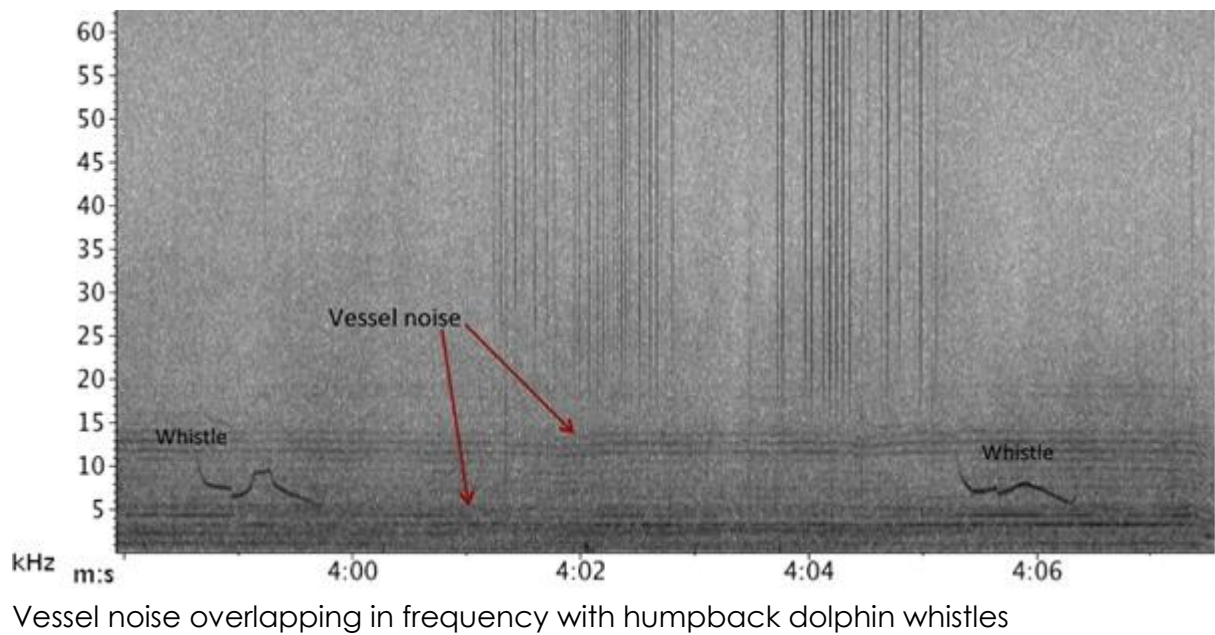 60
55
50
45
40
35
30
Vessel noise
25
20
15
Whistle
Whistle
10
5
kHz
m:s
4:00 4:02 4:04 4:06
Vessel noise overlapping in frequency with humpback dolphin whistles